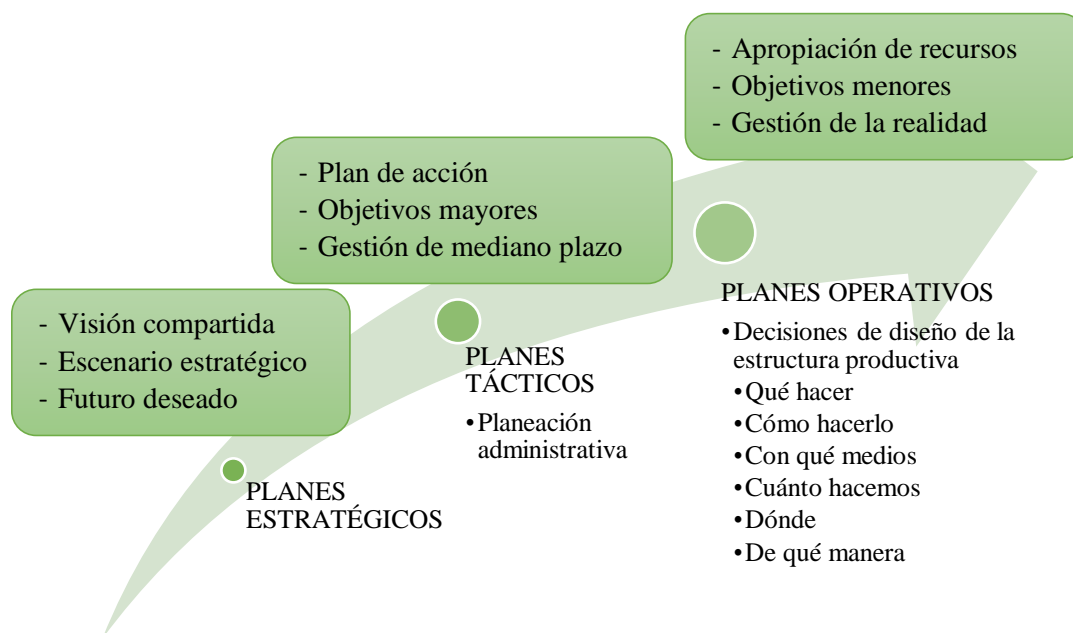 - Visión compartida
- Escenario estratégico
- Futuro deseado
PLANES
ESTRATÉGICOS
- Plan de acción
- Objetivos mayores
- Gestión de mediano plazo
PLANES
TÁCTICOS
•Planeación
administrativa
- Apropiación de recursos
- Objetivos menores
- Gestión de la realidad
PLANES OPERATIVOS
•Decisiones de diseño de la
estructura productiva
•Qué hacer
•Cómo hacerlo
•Con qué medios
•Cuánto hacemos
•Dónde
•De qué manera